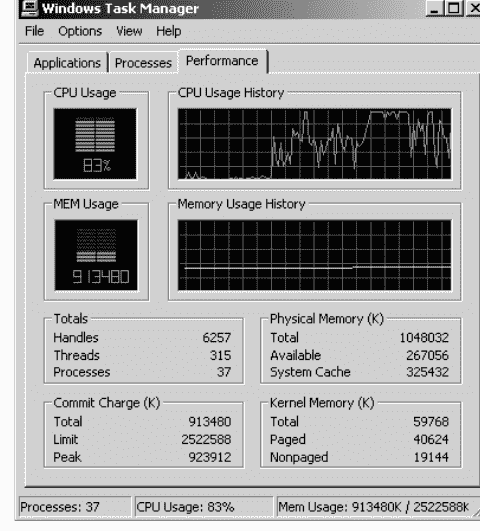 Windows Task Manager
File Options View Help
Applications Processes Performance
CPU Usage
CPU Usage History
83%
MEM Usage
Memory Usage History
913480
Totals
Handles 6257
Threads 315
Processes 37
Physical Memory (K)
Total 1048032
Available 267056
System Cache 325432
Commit Charge (K)
Total 913480
Limit 2522588
Peak 923912
Kernel Memory (K)
Total 59768
Paged 40624
Nonpaged 19144
Processes: 37 CPU Usage: 83% Mem Usage: 913480K / 2522588K